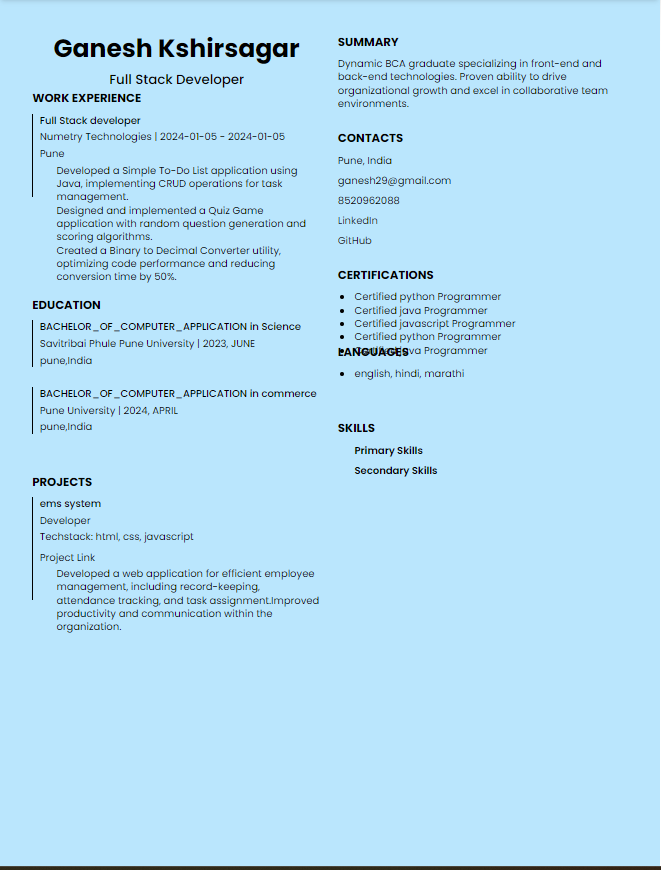 Ganesh Kshirsagar
Full Stack Developer
WORK EXPERIENCE
Full Stack developer
Numetry Technologies | 2024-01-05 - 2024-01-05
Pune
Developed a Simple To-Do List application using
Java, implementing CRUD operations for task
management.
Designed and implemented a Quiz Game
application with random question generation and
scoring algorithms.
Created a Binary to Decimal Converter utility,
optimizing code performance and reducing
conversion time by 50%.
EDUCATION
BACHELOR_OF_COMPUTER_APPLICATION in Science
Savitribai Phule Pune University | 2023, JUNE
pune,India
BACHELOR_OF_COMPUTER_APPLICATION in commerce
Pune University | 2024, APRIL
pune,India
PROJECTS
ems system
Developer
Techstack: html, css, javascript
Project Link
Developed a web application for efficient employee
management, including record-keeping,
attendance tracking, and task assignment.Improved
productivity and communication within the
organization.
SUMMARY
Dynamic BCA graduate specializing in front-end and
back-end technologies. Proven ability to drive
organizational growth and excel in collaborative team
environments.
CONTACTS
Pune, India
ganesh29@gmail.com
8520962088
LinkedIn
GitHub
CERTIFICATIONS
Certified python Programmer
Certified java Programmer
Certified javascript Programmer
Certified python Programmer
Certified java Programmer
LANGUAGES
english, hindi, marathi
SKILLS
Primary Skills
Secondary Skills